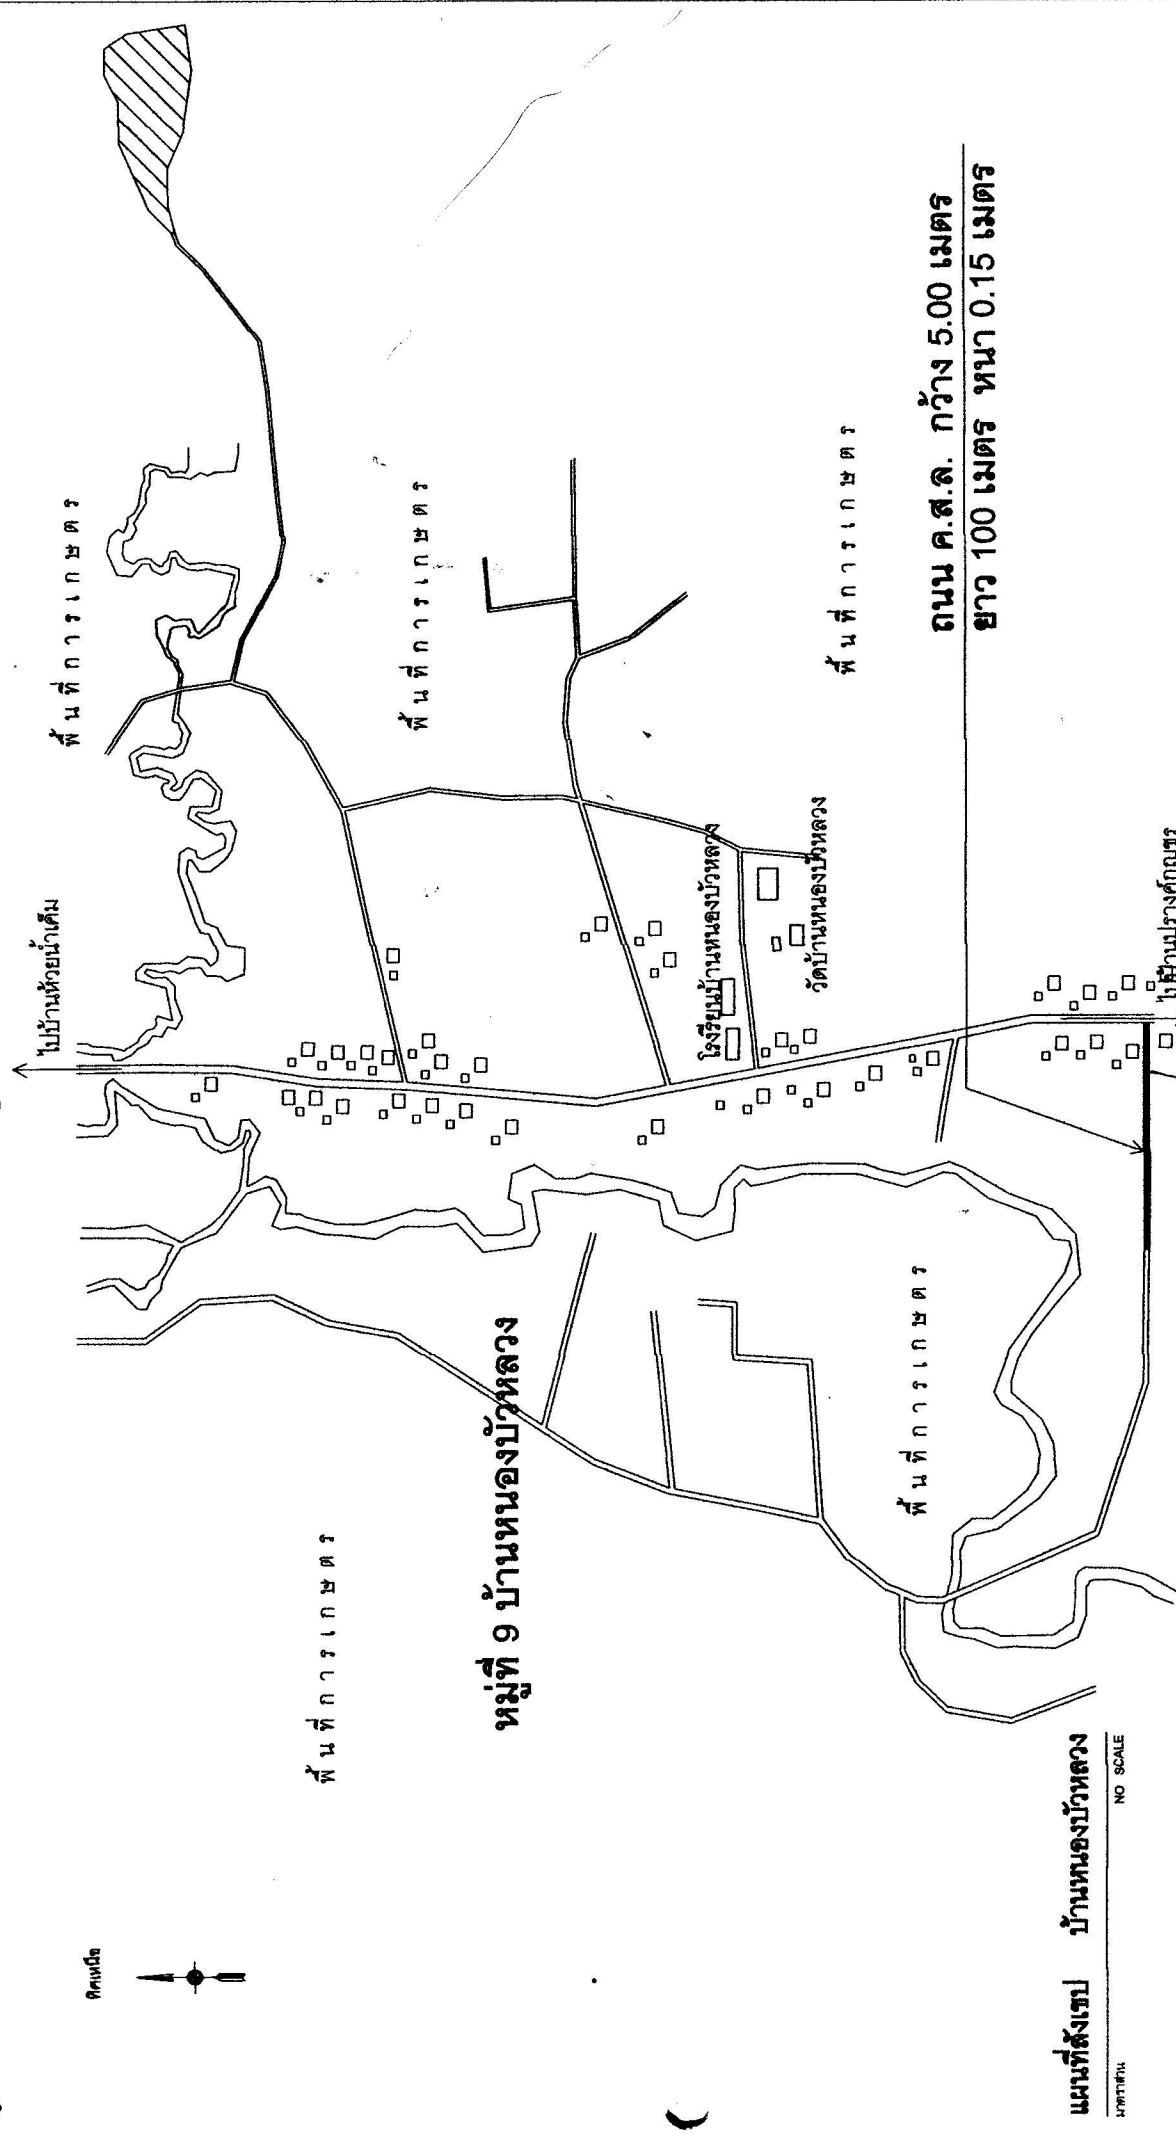 ทิศเหนือ
ไปบ้านห้วยน้ำเค็ม
พื้นที่การเกษตร
พื้นที่การเกษตร
พื้นที่การเกษตร
หมู่ที่ 9 บ้านหนองบัวหลวง
โรงเรียนบ้านหนองบัวหลวง
วัดบ้านหนองบัวหลวง
พื้นที่การเกษตร
พื้นที่การเกษตร
ถนน ค.ส.ล. กว้าง 5.00 เมตร
ยาว 100 เมตร หนา 0.15 เมตร
แผนที่สังเขป บ้านหนองบัวหลวง
มาตราส่วน NO SCALE